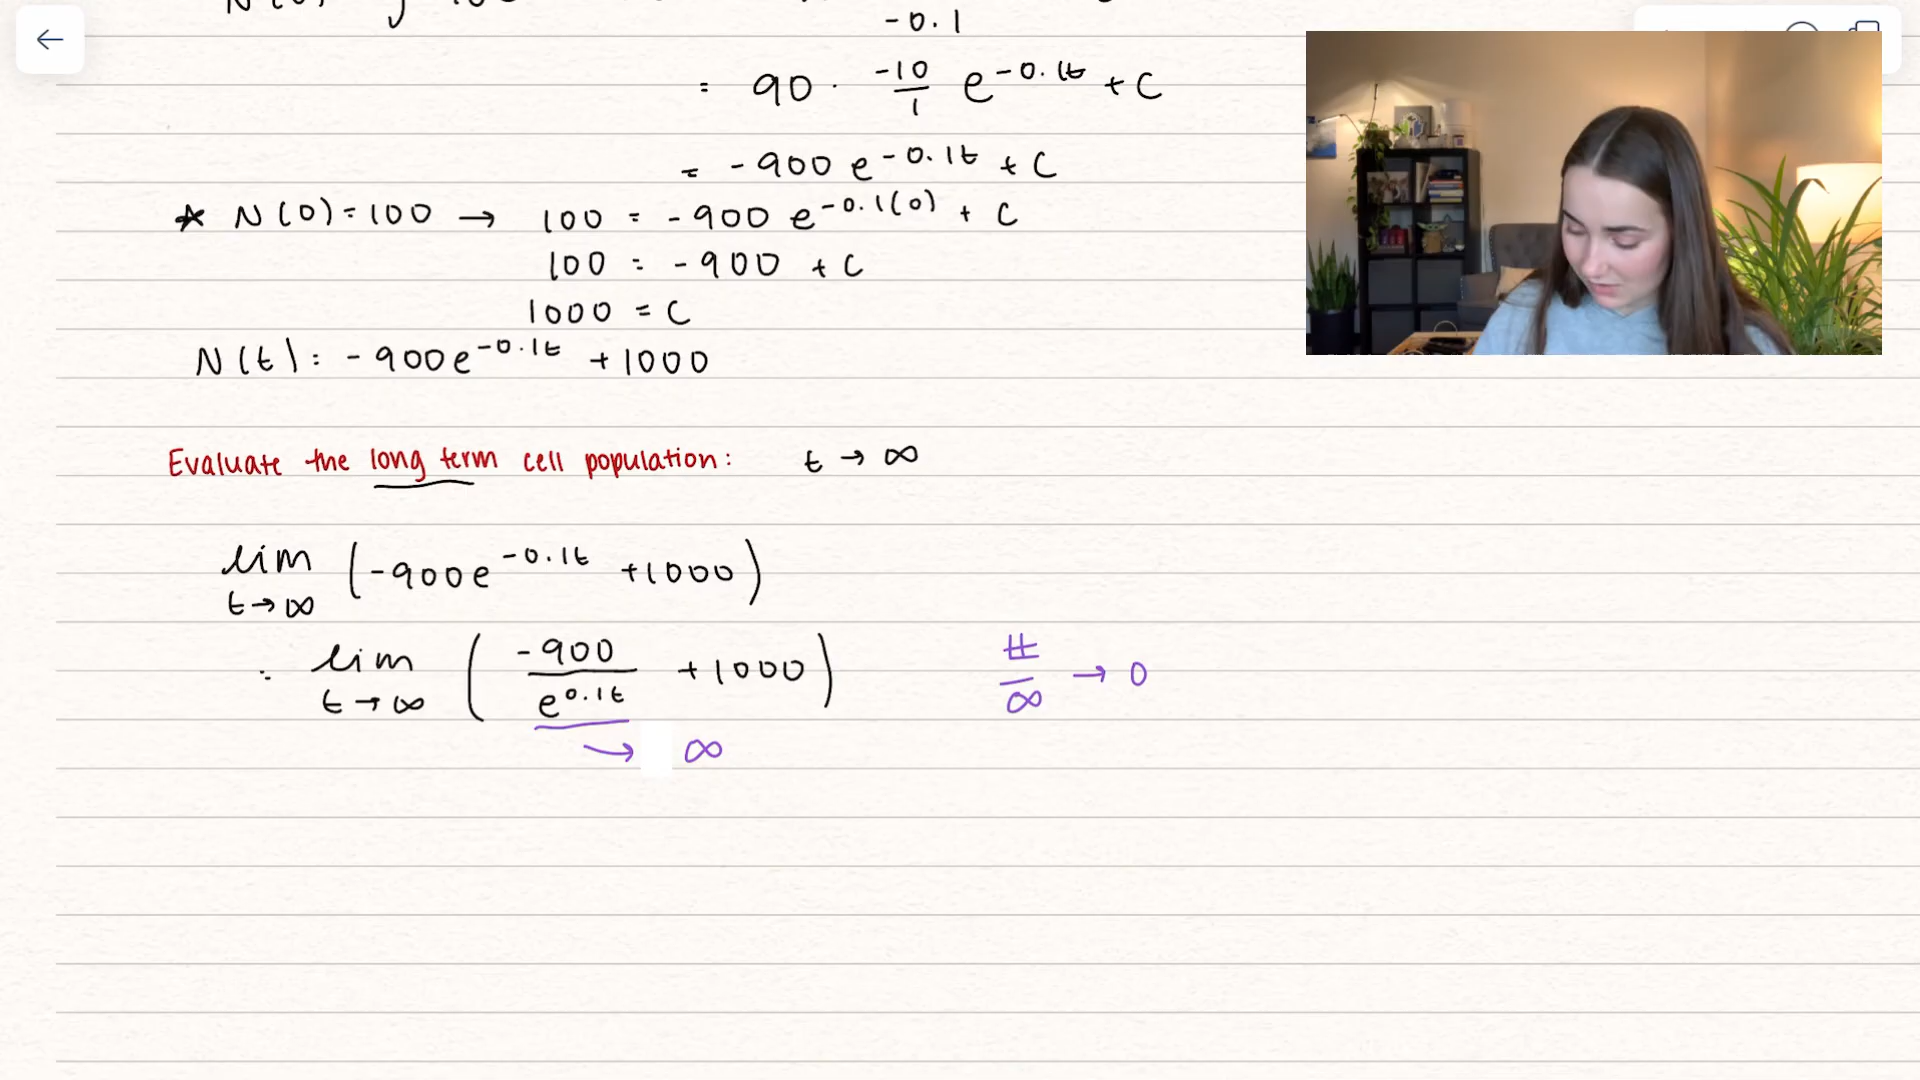 -0.1
= 90 · -10/1 e^-0.1t + C
= -900 e^-0.1t + C
* N(0)=100 → 100 = -900 e^-0.1(0) + C
100 = -900 + C
1000 = C
N(t) = -900e^-0.1t + 1000
Evaluate the long term cell population: t → ∞
lim t→∞ (-900e^-0.1t +1000)
= lim t→∞ (-900/e^0.1t +1000) #/∞ → 0
→ ∞